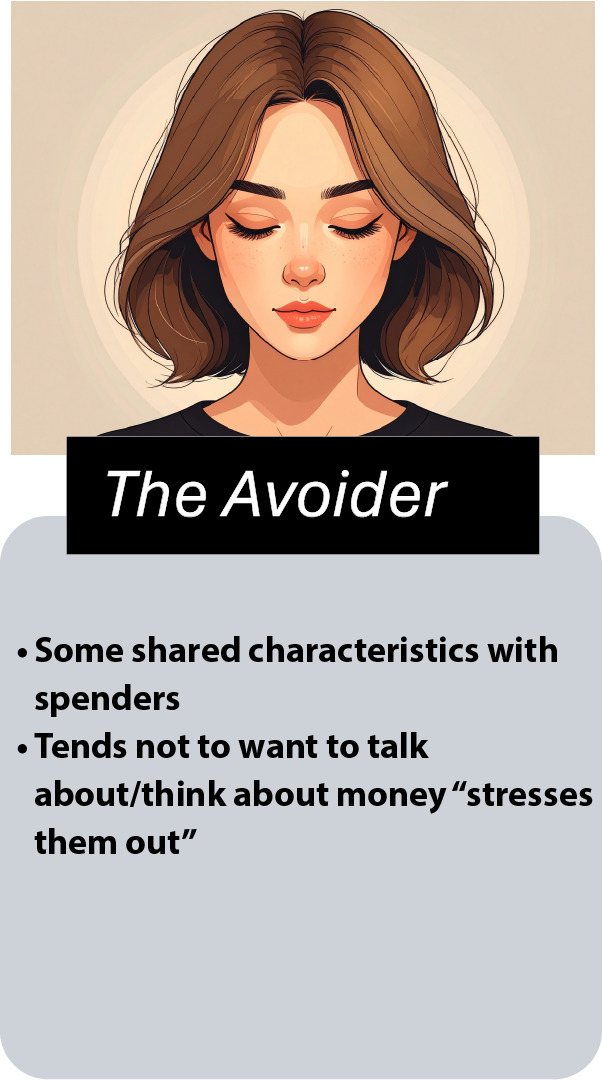 The Avoider
• Some shared characteristics with
spenders
• Tends not to want to talk
about/think about money “stresses
them out”